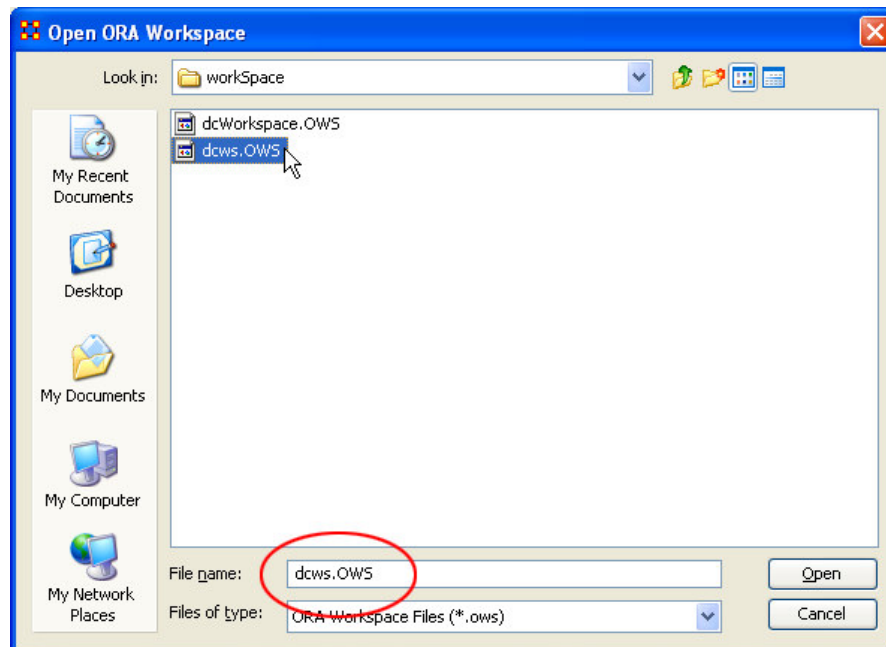 Open ORA Workspace
Look in:
workSpace
dcWorkspace.OWS
dcws.OWS
My Recent
Documents
Desktop
My Documents
My Computer
My Network
Places
File name:
dcws.OWS
Open
Files of type:
ORA Workspace Files (*.ows)
Cancel